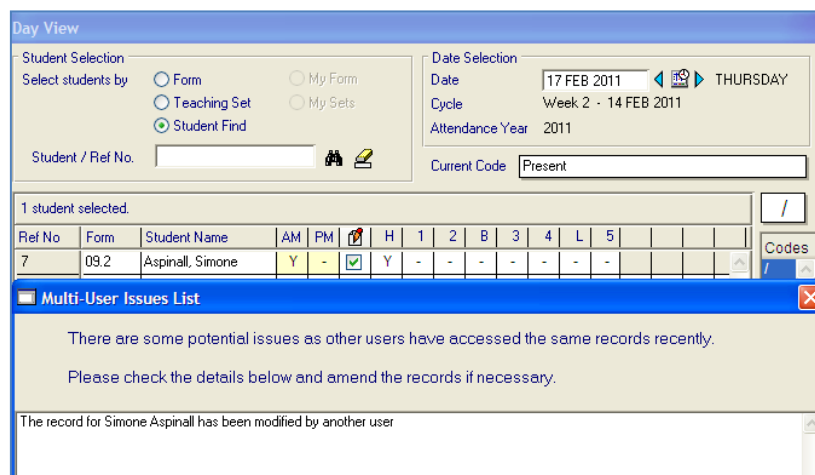 Day View
Student Selection
Select students by Form My Form
Teaching Set My Sets
Student Find
Student / Ref No.
Date Selection
Date 17 FEB 2011 THURSDAY
Cycle Week 2 - 14 FEB 2011
Attendance Year 2011
Current Code Present
1 student selected. /
Ref No Form Student Name AM PM H 1 2 B 3 4 L 5 Codes
7 09.2 Aspinall, Simone Y - Y - - - - - - - /
Multi-User Issues List
There are some potential issues as other users have accessed the same records recently.
Please check the details below and amend the records if necessary.
The record for Simone Aspinall has been modified by another user